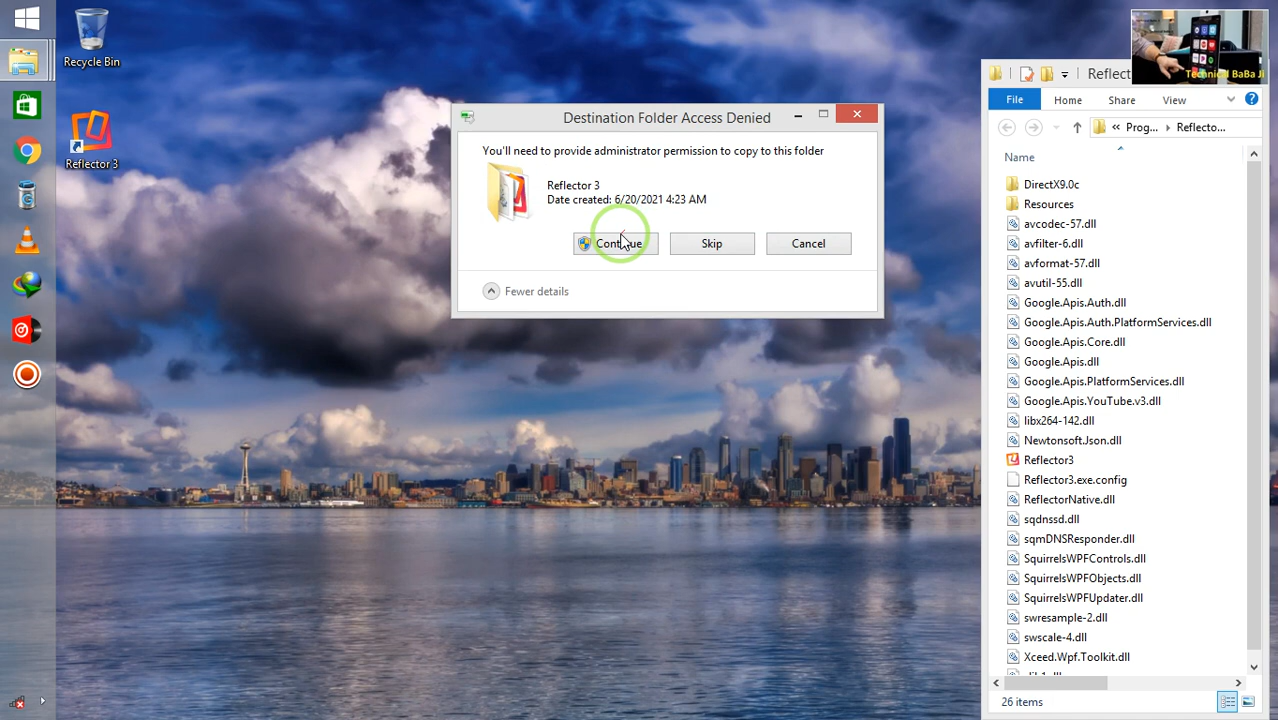 Recycle Bin
Reflector 3
Destination Folder Access Denied
You'll need to provide administrator permission to copy to this folder
Reflector 3
Date created: 6/20/2021 4:23 AM
Continue
Skip
Cancel
Fewer details
Technical BaBa Ji
Reflect
File
Home
Share
View
« Prog... Reflecto...
Name
DirectX9.0c
Resources
avcodec-57.dll
avfilter-6.dll
avformat-57.dll
avutil-55.dll
Google.Apis.Auth.dll
Google.Apis.Auth.PlatformServices.dll
Google.Apis.Core.dll
Google.Apis.dll
Google.Apis.PlatformServices.dll
Google.Apis.YouTube.v3.dll
libx264-142.dll
Newtonsoft.Json.dll
Reflector3
Reflector3.exe.config
ReflectorNative.dll
sqdnssd.dll
sqmDNSResponder.dll
SquirrelsWPFControls.dll
SquirrelsWPFObjects.dll
SquirrelsWPFUpdater.dll
swresample-2.dll
swscale-4.dll
Xceed.Wpf.Toolkit.dll
26 items